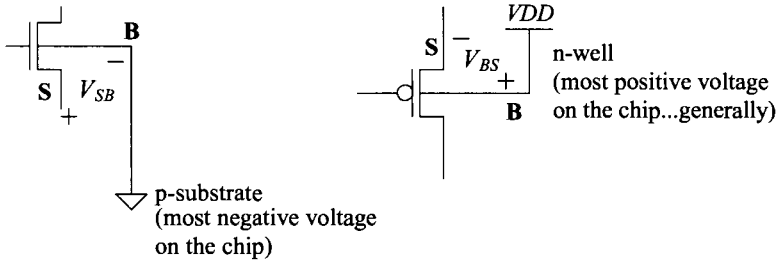 B
−
S V_SB
+
p-substrate
(most negative voltage
on the chip)
VDD
S −
V_BS
+
B
n-well
(most positive voltage
on the chip...generally)